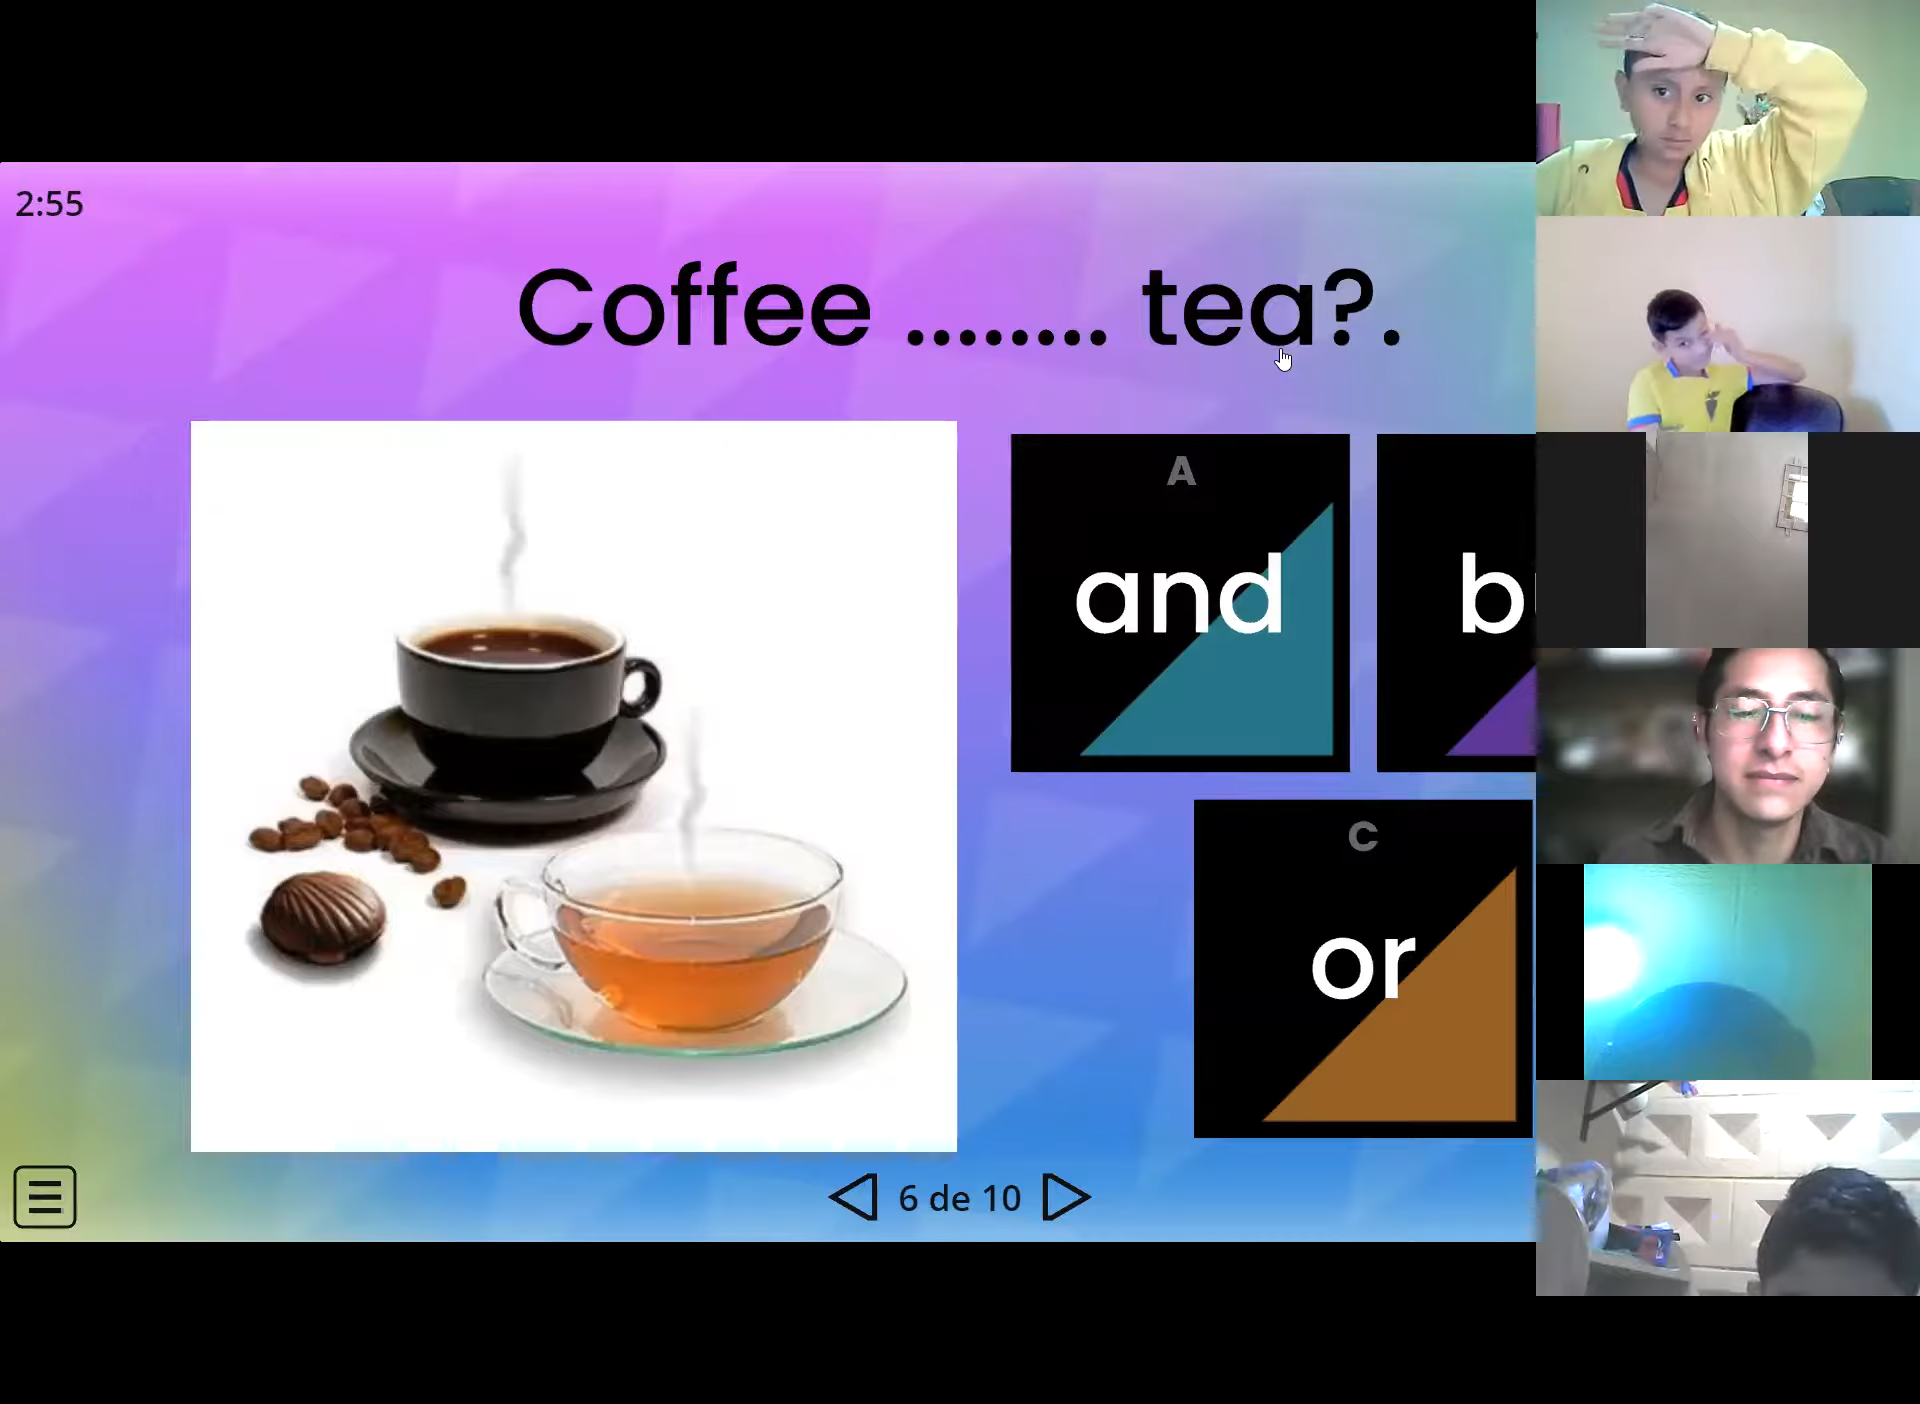 2:55
Coffee ........ tea?.
A
and
C
or
6 de 10